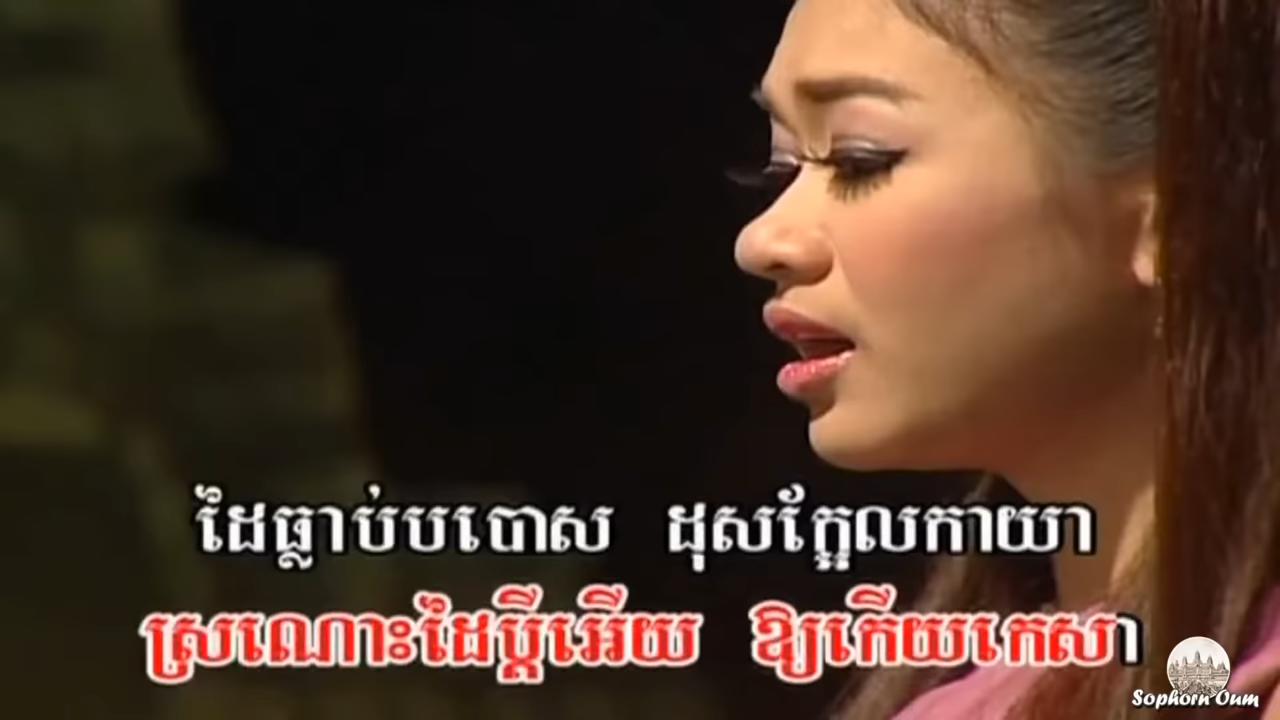 ដៃធ្លាប់បបោស ដុសក្អែលកាយា
ស្រណោះដៃប្ដីអើយ ឱ្យកើយកេសា
Sophorn Oum